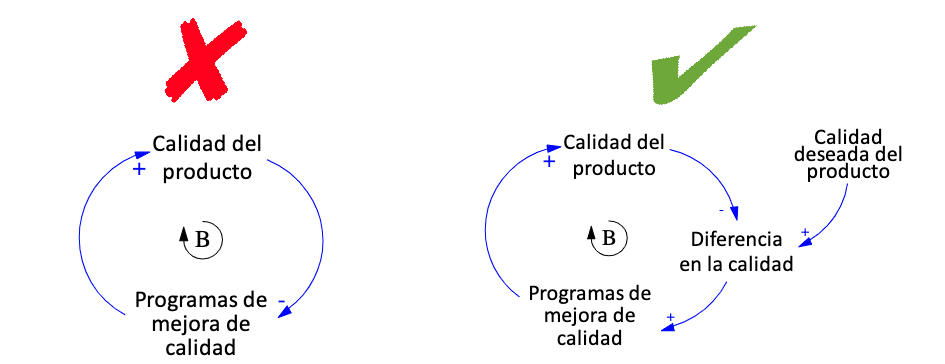 Calidad del
producto
+
B
-
Programas de
mejora de
calidad
Calidad del
producto
+
Calidad
deseada del
producto
-
+
B
Diferencia
en la calidad
Programas de
mejora de
calidad
+